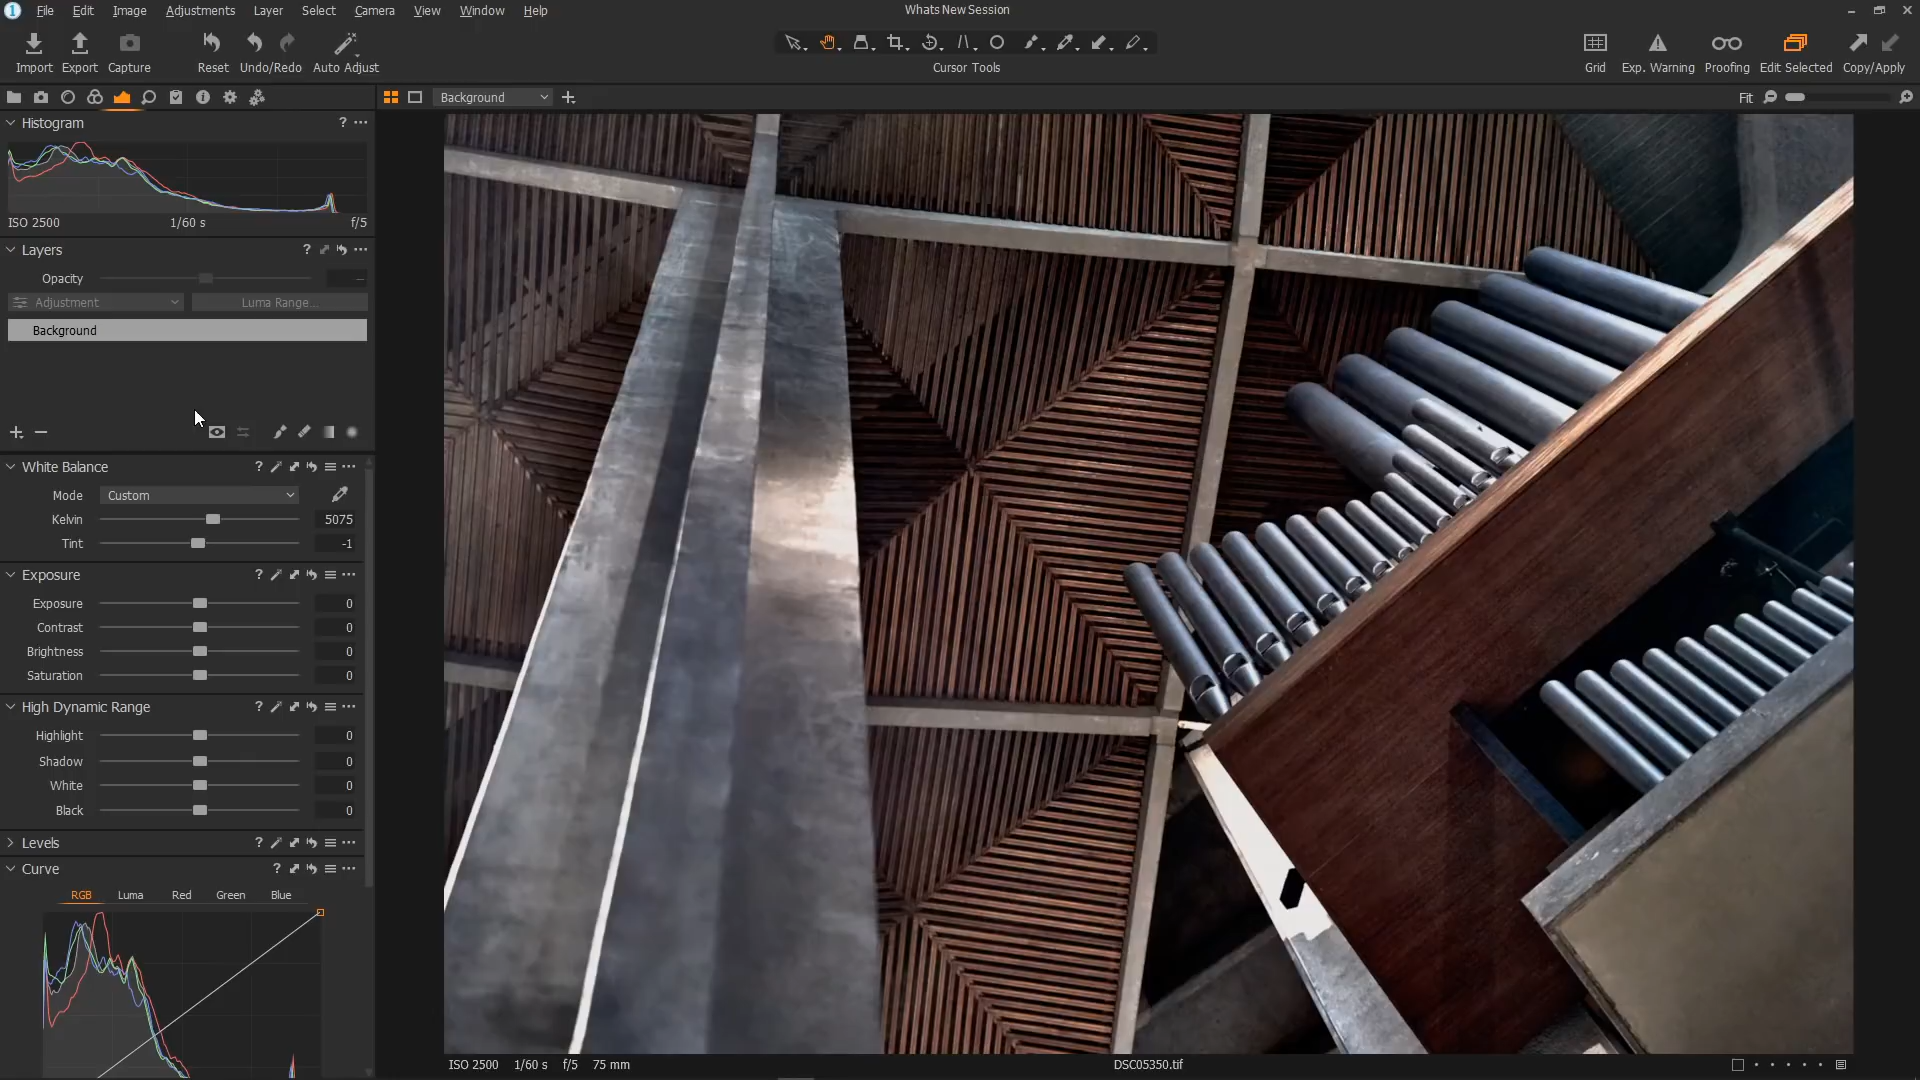 1 File Edit Image Adjustments Layer Select Camera View Window Help Whats New Session
Import Export Capture Reset Undo/Redo Auto Adjust Cursor Tools Grid Exp. Warning Proofing Edit Selected Copy/Apply
Background Fit
Histogram ? ...
ISO 2500 1/60 s f/5
Layers ? ...
Opacity –
Adjustment Luma Range...
Background
White Balance ? ...
Mode Custom
Kelvin 5075
Tint -1
Exposure ? ...
Exposure 0
Contrast 0
Brightness 0
Saturation 0
High Dynamic Range ? ...
Highlight 0
Shadow 0
White 0
Black 0
Levels ? ...
Curve ? ...
RGB Luma Red Green Blue
ISO 2500 1/60 s f/5 75 mm DSC05350.tif